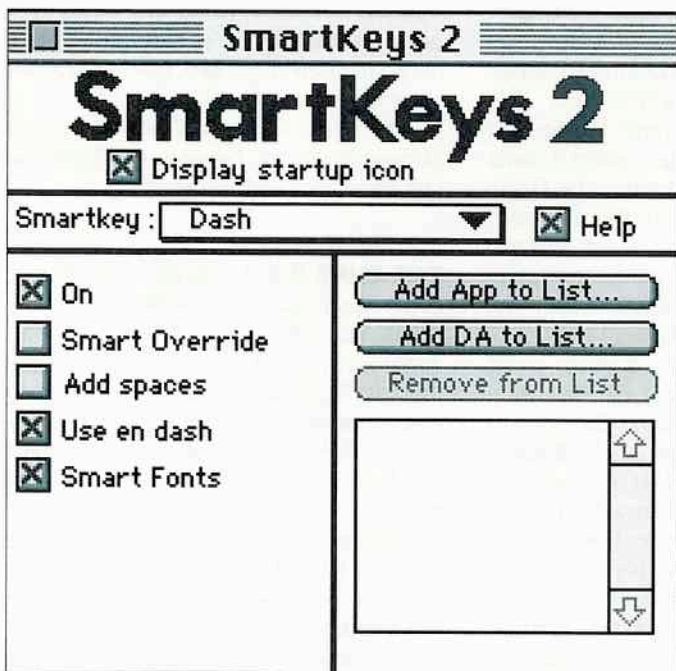 SmartKeys 2
SmartKeys 2
Display startup icon
Smartkey : Dash
Help
On
Smart Override
Add spaces
Use en dash
Smart Fonts
Add App to List...
Add DA to List...
Remove from List